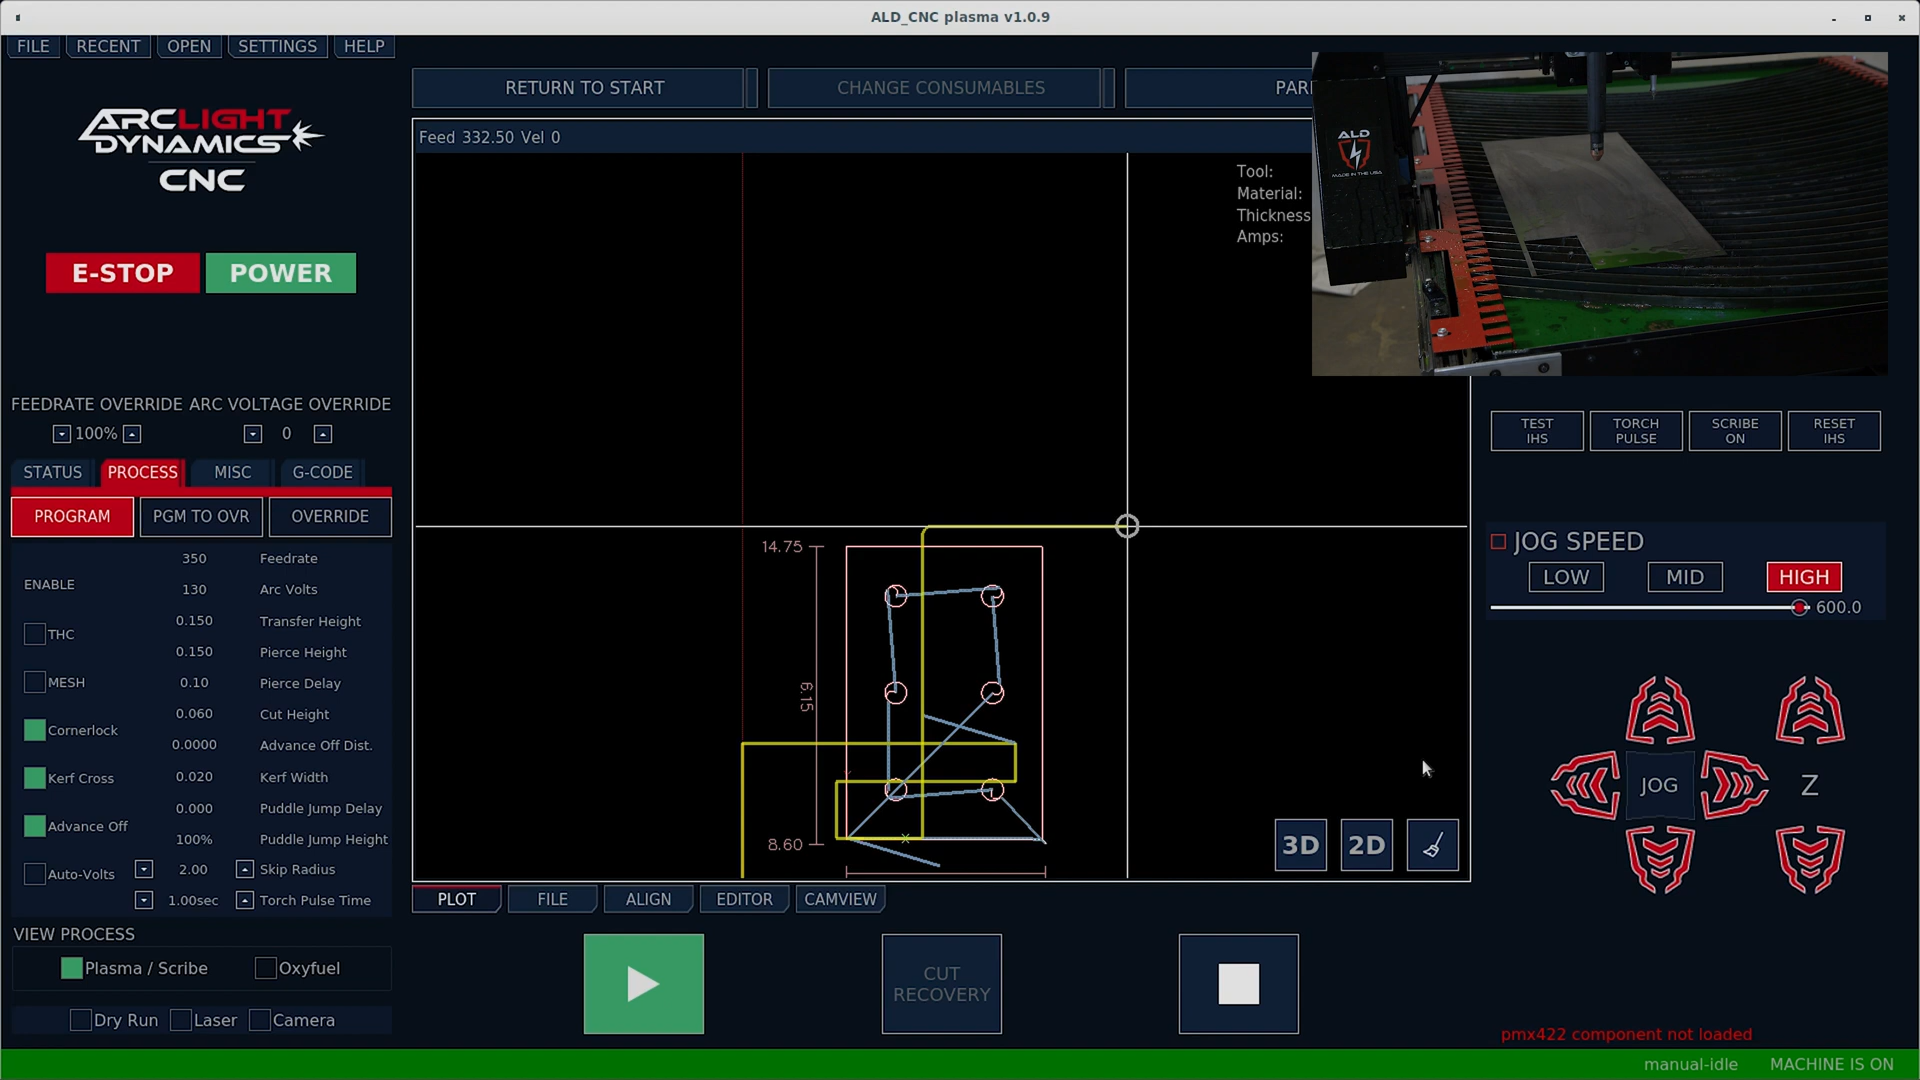 ALD_CNC plasma v1.0.9
FILE RECENT OPEN SETTINGS HELP
ARCLIGHT
DYNAMICS
CNC
E-STOP POWER
RETURN TO START CHANGE CONSUMABLES
Feed 332.50 Vel 0
Tool:
Material:
Thickness
Amps:
ALD
MADE IN THE USA
FEEDRATE OVERRIDE ARC VOLTAGE OVERRIDE
100% 0
STATUS PROCESS MISC G-CODE
PROGRAM PGM TO OVR OVERRIDE
350 Feedrate
ENABLE
130 Arc Volts
0.150 Transfer Height
THC
0.150 Pierce Height
MESH
0.10 Pierce Delay
0.060 Cut Height
Cornerlock
0.0000 Advance Off Dist.
Kerf Cross
0.020 Kerf Width
0.000 Puddle Jump Delay
Advance Off
100% Puddle Jump Height
Auto-Volts
2.00 Skip Radius
1.00sec Torch Pulse Time
VIEW PROCESS
Plasma / Scribe Oxyfuel
Dry Run Laser Camera
14.75
6.15
8.60
3D 2D
PLOT FILE ALIGN EDITOR CAMVIEW
CUT
RECOVERY
TEST
IHS
TORCH
PULSE
SCRIBE
ON
RESET
IHS
JOG SPEED
LOW MID HIGH
600.0
JOG
Z
pmx422 component not loaded
manual-idle MACHINE IS ON